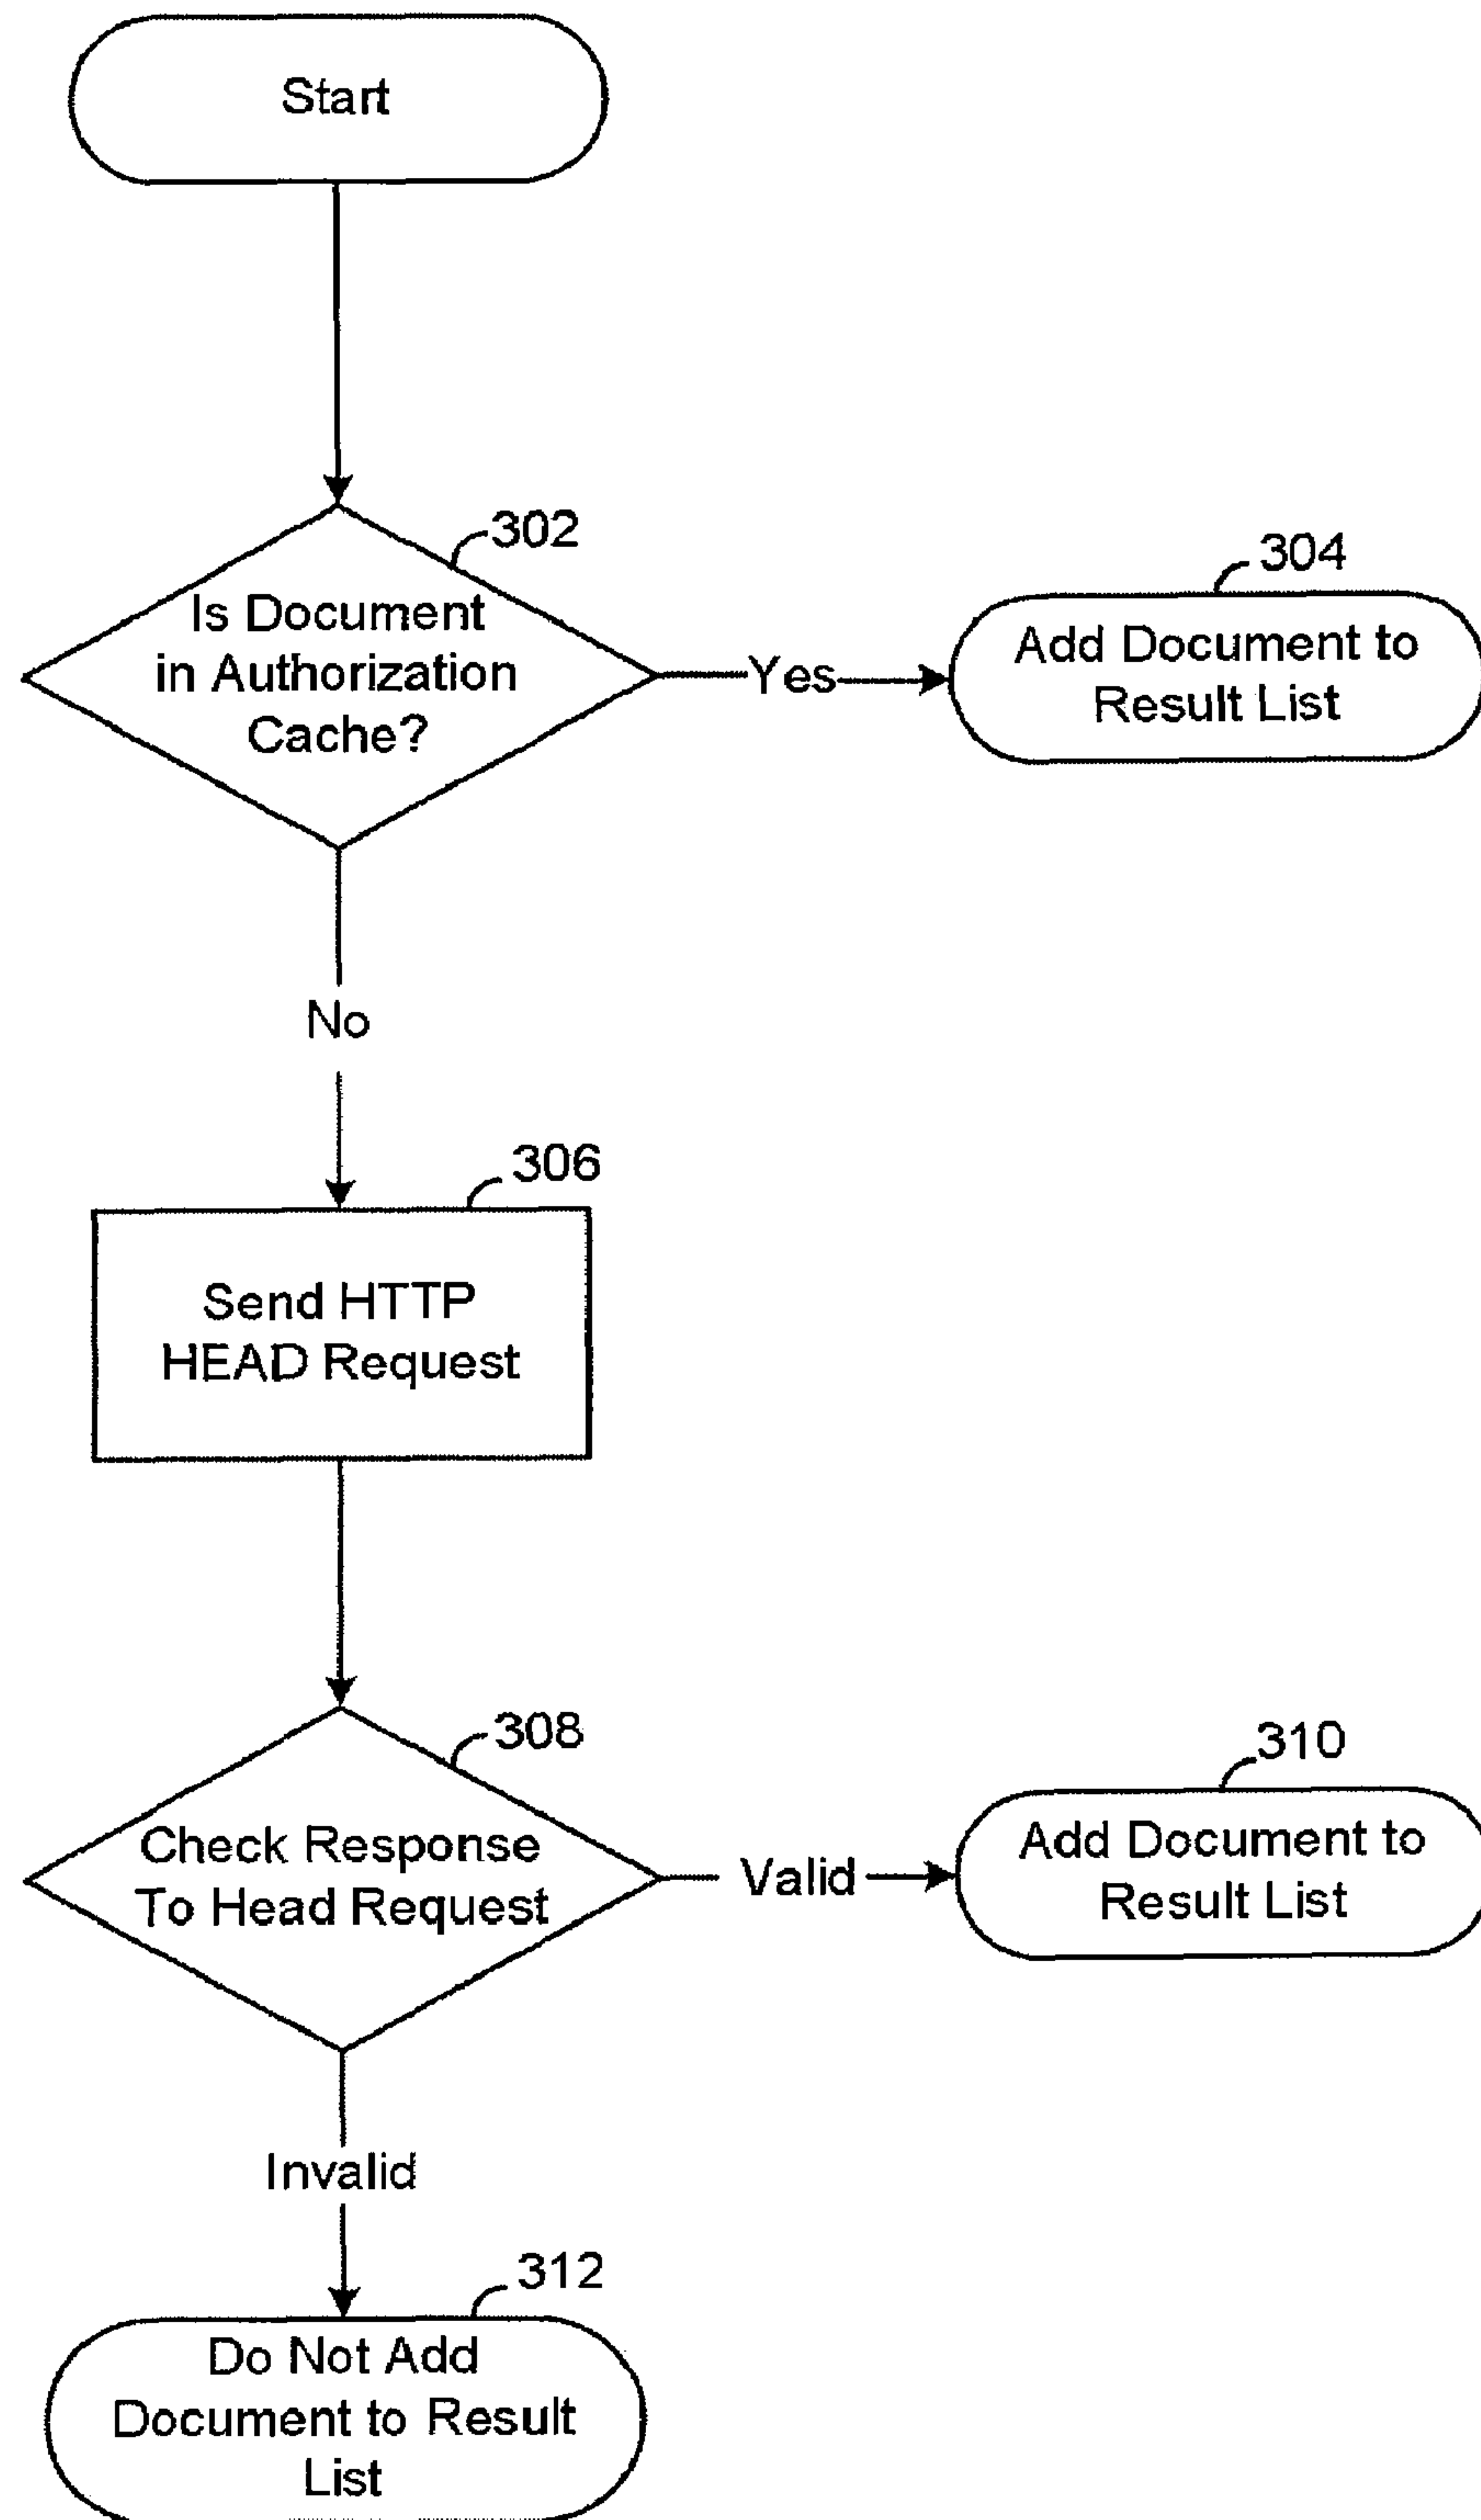 Start
302
Is Document
in Authorization
Cache?
Yes
304
Add Document to
Result List
No
306
Send HTTP
HEAD Request
308
Check Response
To Head Request
Valid
310
Add Document to
Result List
Invalid
312
Do Not Add
Document to Result
List